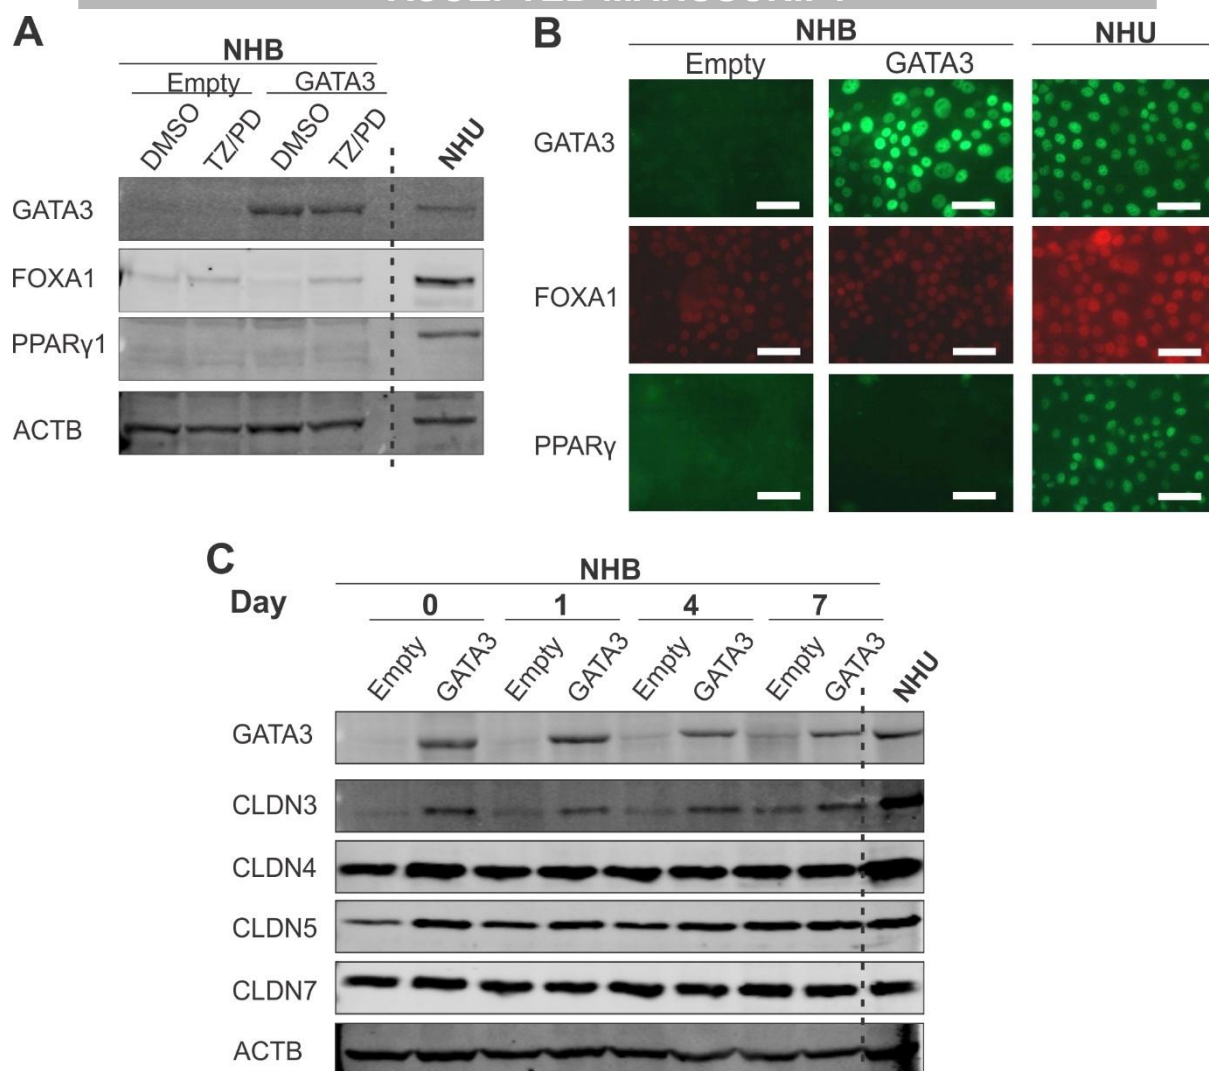 A
NHB
Empty GATA3
DMSO TZ/PD DMSO TZ/PD NHU
GATA3
FOXA1
PPARγ1
ACTB
B
NHB NHU
Empty GATA3
GATA3
FOXA1
PPARγ
C
NHB
Day 0 1 4 7
Empty GATA3 Empty GATA3 Empty GATA3 Empty GATA3 NHU
GATA3
CLDN3
CLDN4
CLDN5
CLDN7
ACTB